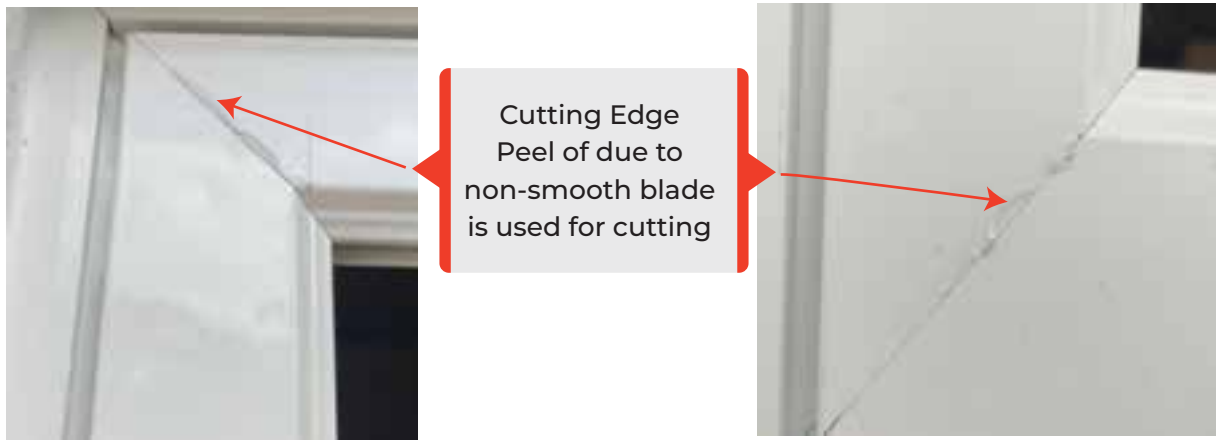 Cutting Edge
Peel of due to
non-smooth blade
is used for cutting